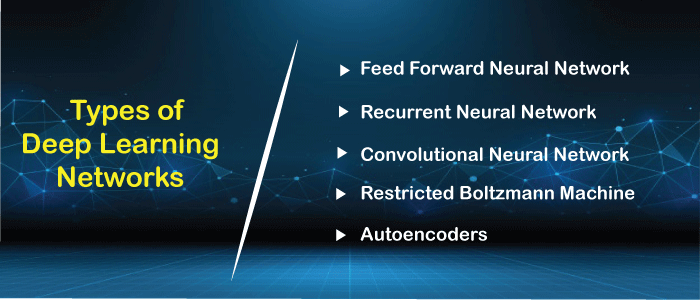 Types of
Deep Learning
Networks
Feed Forward Neural Network
Recurrent Neural Network
Convolutional Neural Network
Restricted Boltzmann Machine
Autoencoders